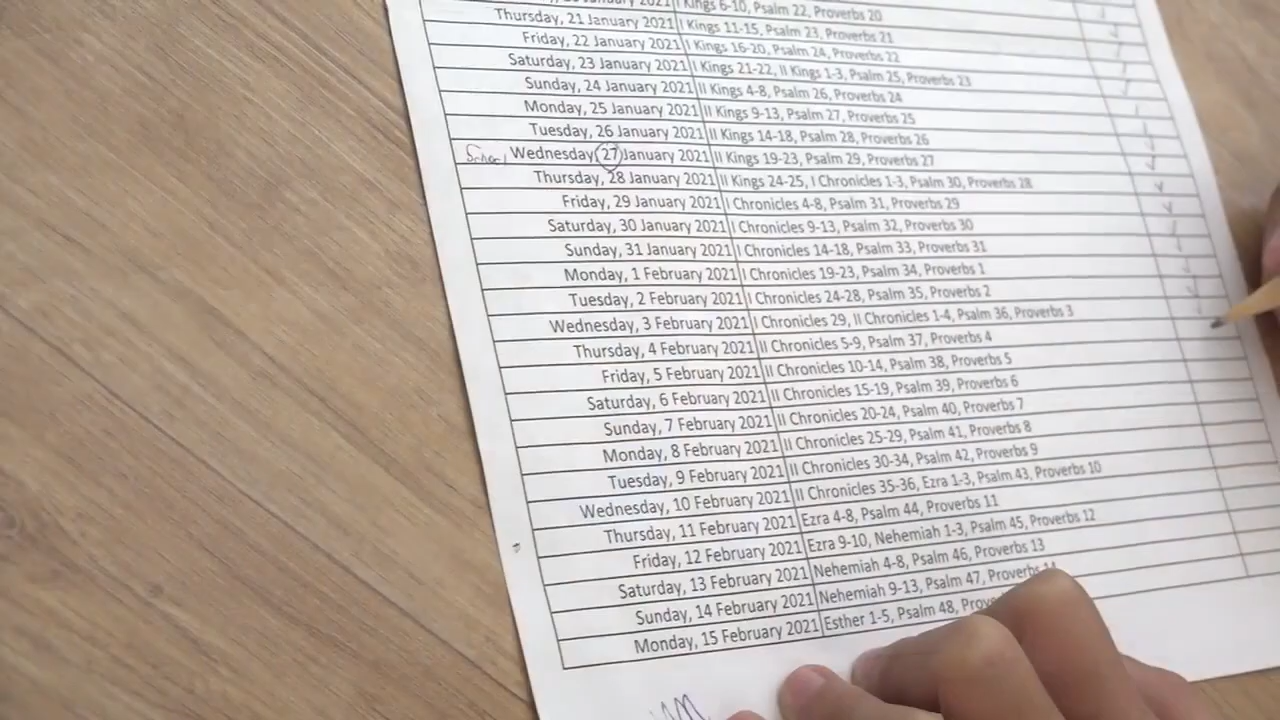 January 2021 I Kings 6-10, Psalm 22, Proverbs 20
Thursday, 21 January 2021 I Kings 11-15, Psalm 23, Proverbs 21
Friday, 22 January 2021 I Kings 16-20, Psalm 24, Proverbs 22
Saturday, 23 January 2021 I Kings 21-22, II Kings 1-3, Psalm 25, Proverbs 23
Sunday, 24 January 2021 II Kings 4-8, Psalm 26, Proverbs 24
Monday, 25 January 2021 II Kings 9-13, Psalm 27, Proverbs 25
Tuesday, 26 January 2021 II Kings 14-18, Psalm 28, Proverbs 26
School Wednesday 27 January 2021 II Kings 19-23, Psalm 29, Proverbs 27
Thursday, 28 January 2021 II Kings 24-25, I Chronicles 1-3, Psalm 30, Proverbs 28
Friday, 29 January 2021 I Chronicles 4-8, Psalm 31, Proverbs 29
Saturday, 30 January 2021 I Chronicles 9-13, Psalm 32, Proverbs 30
Sunday, 31 January 2021 I Chronicles 14-18, Psalm 33, Proverbs 31
Monday, 1 February 2021 I Chronicles 19-23, Psalm 34, Proverbs 1
Tuesday, 2 February 2021 I Chronicles 24-28, Psalm 35, Proverbs 2
Wednesday, 3 February 2021 I Chronicles 29, II Chronicles 1-4, Psalm 36, Proverbs 3
Thursday, 4 February 2021 II Chronicles 5-9, Psalm 37, Proverbs 4
Friday, 5 February 2021 II Chronicles 10-14, Psalm 38, Proverbs 5
Saturday, 6 February 2021 II Chronicles 15-19, Psalm 39, Proverbs 6
Sunday, 7 February 2021 II Chronicles 20-24, Psalm 40, Proverbs 7
Monday, 8 February 2021 II Chronicles 25-29, Psalm 41, Proverbs 8
Tuesday, 9 February 2021 II Chronicles 30-34, Psalm 42, Proverbs 9
Wednesday, 10 February 2021 II Chronicles 35-36, Ezra 1-3, Psalm 43, Proverbs 10
Thursday, 11 February 2021 Ezra 4-8, Psalm 44, Proverbs 11
Friday, 12 February 2021 Ezra 9-10, Nehemiah 1-3, Psalm 45, Proverbs 12
Saturday, 13 February 2021 Nehemiah 4-8, Psalm 46, Proverbs 13
Sunday, 14 February 2021 Nehemiah 9-13, Psalm 47, Proverbs
Monday, 15 February 2021 Esther 1-5, Psalm 48,